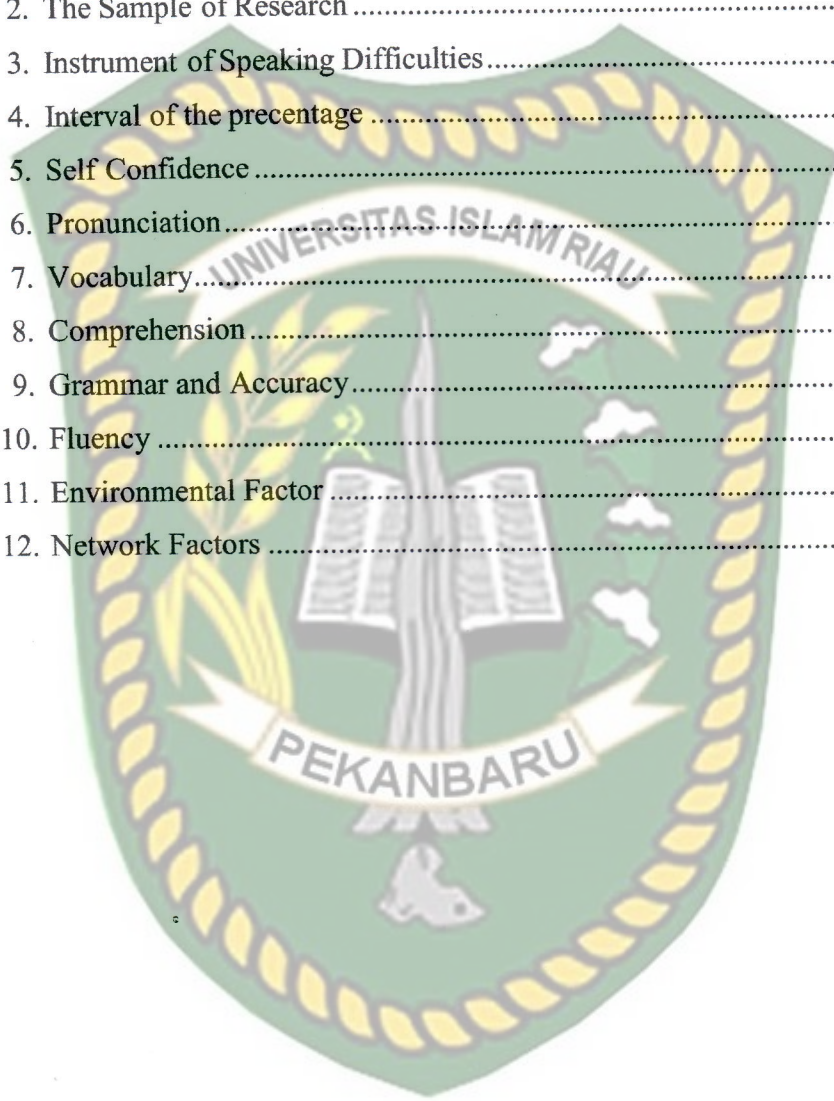 2. The Sample of Research ..............................
3. Instrument of Speaking Difficulties ..............................
4. Interval of the precentage ..............................
5. Self Confidence ..............................
6. Pronunciation ..............................
UNIVERSITAS ISLAM RIAU
7. Vocabulary ..............................
8. Comprehension ..............................
9. Grammar and Accuracy ..............................
10. Fluency ..............................
11. Environmental Factor ..............................
12. Network Factors ..............................
PEKANBARU